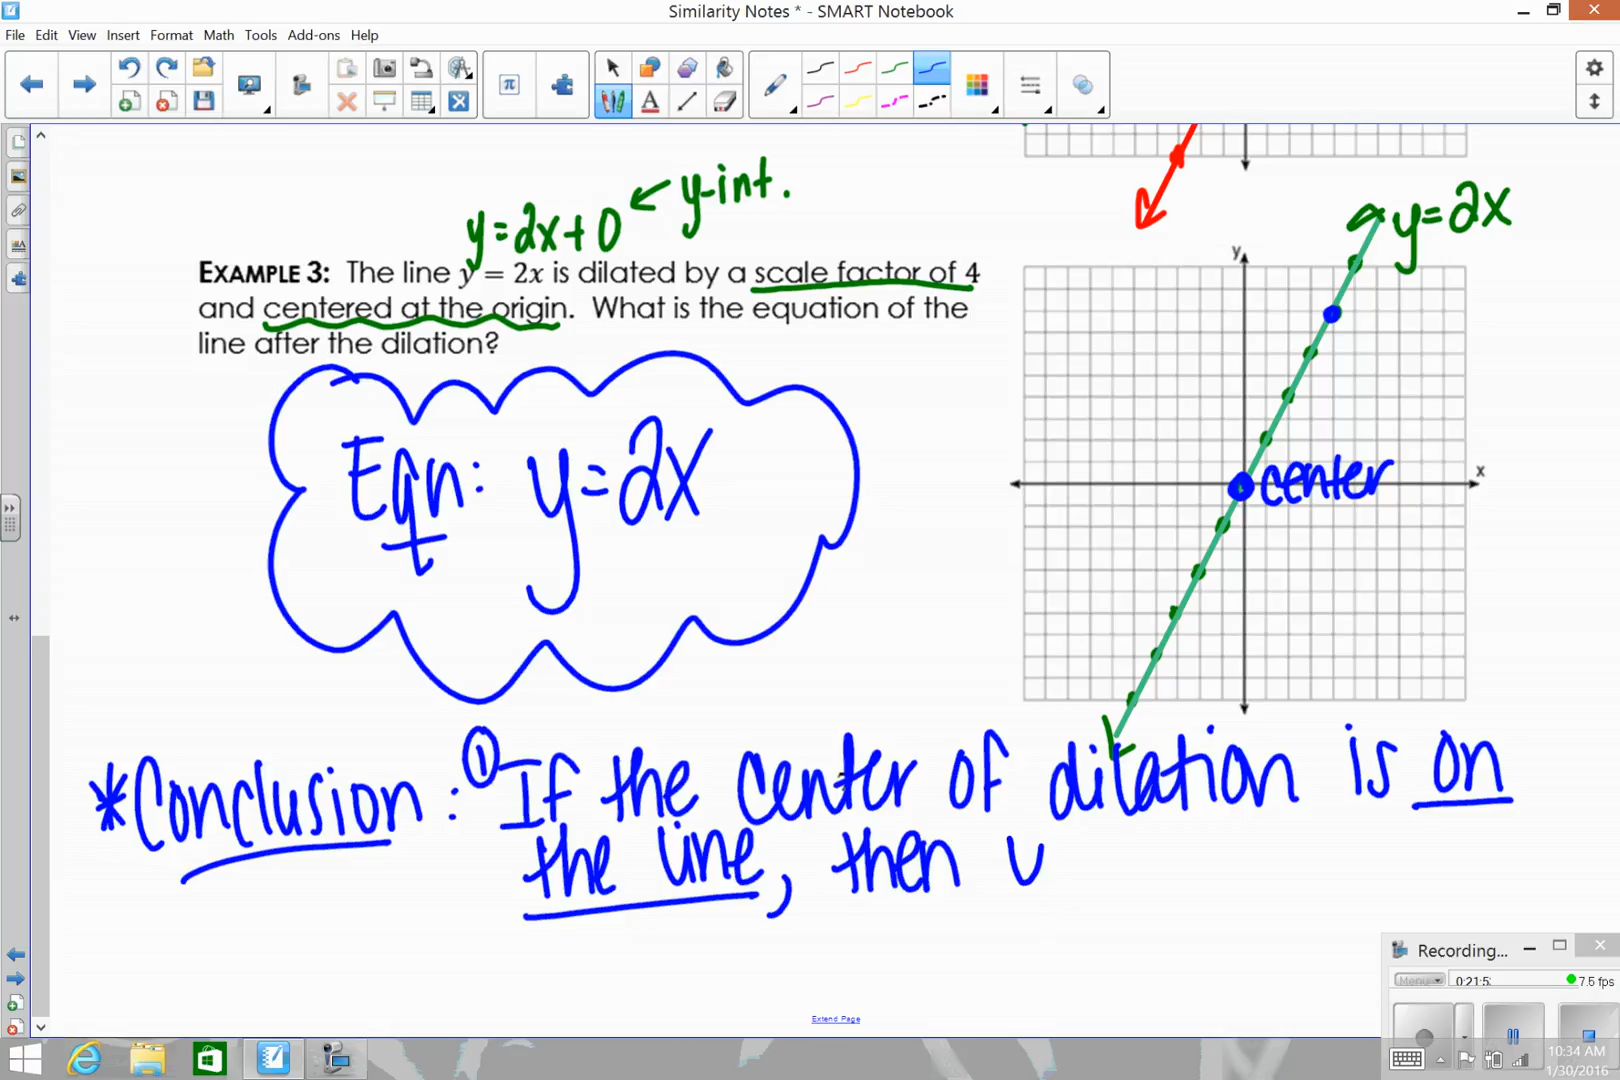 Similarity Notes * - SMART Notebook
File Edit View Insert Format Math Tools Add-ons Help
y=2x+0 ← y-int.
y=2x
EXAMPLE 3: The line y = 2x is dilated by a scale factor of 4
and centered at the origin. What is the equation of the
line after the dilation?
y
x
center
Eqn: y=2x
*Conclusion: ① If the center of dilation is on
the line, then
Recording...
Menu
7.5 fps
Extend Page
10:34 AM
1/30/2016